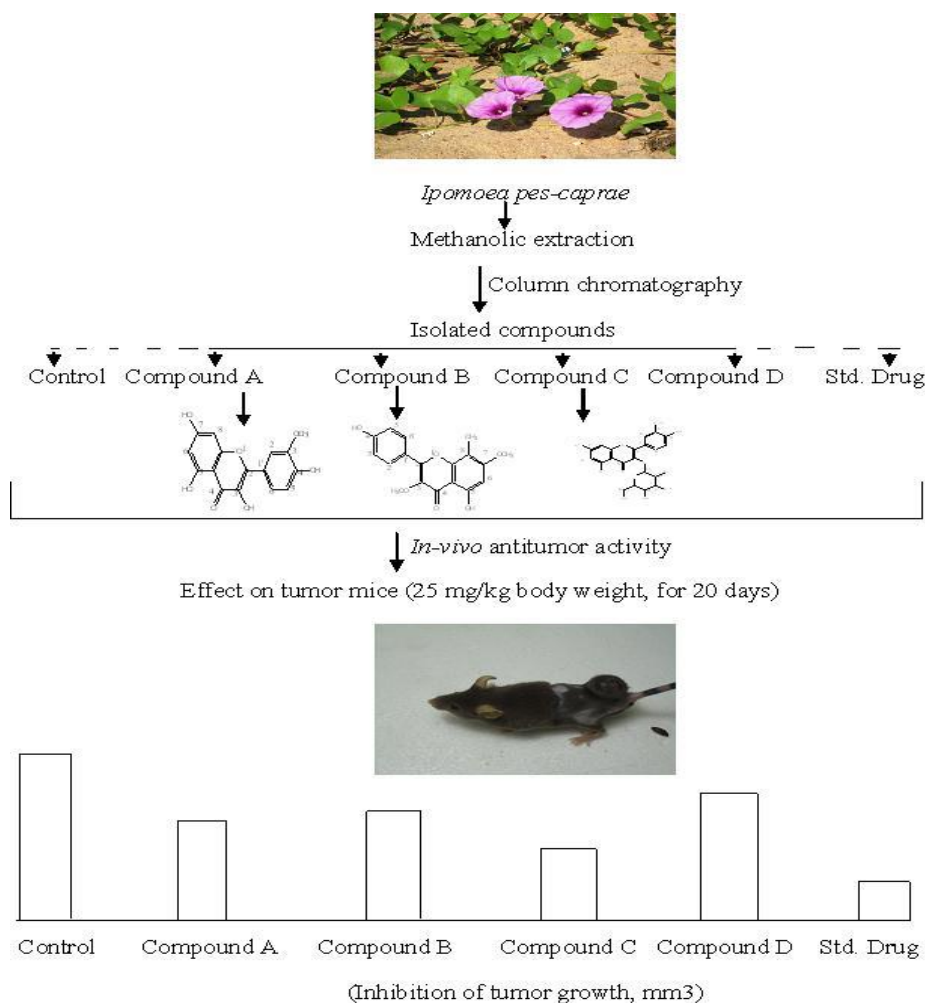 Ipomoea pes-caprae
Methanolic extraction
Column chromatography
Isolated compounds
Control Compound A Compound B Compound C Compound D Std. Drug
In-vivo antitumor activity
Effect on tumor mice (25 mg/kg body weight, for 20 days)
Control Compound A Compound B Compound C Compound D Std. Drug
(Inhibition of tumor growth, mm3)